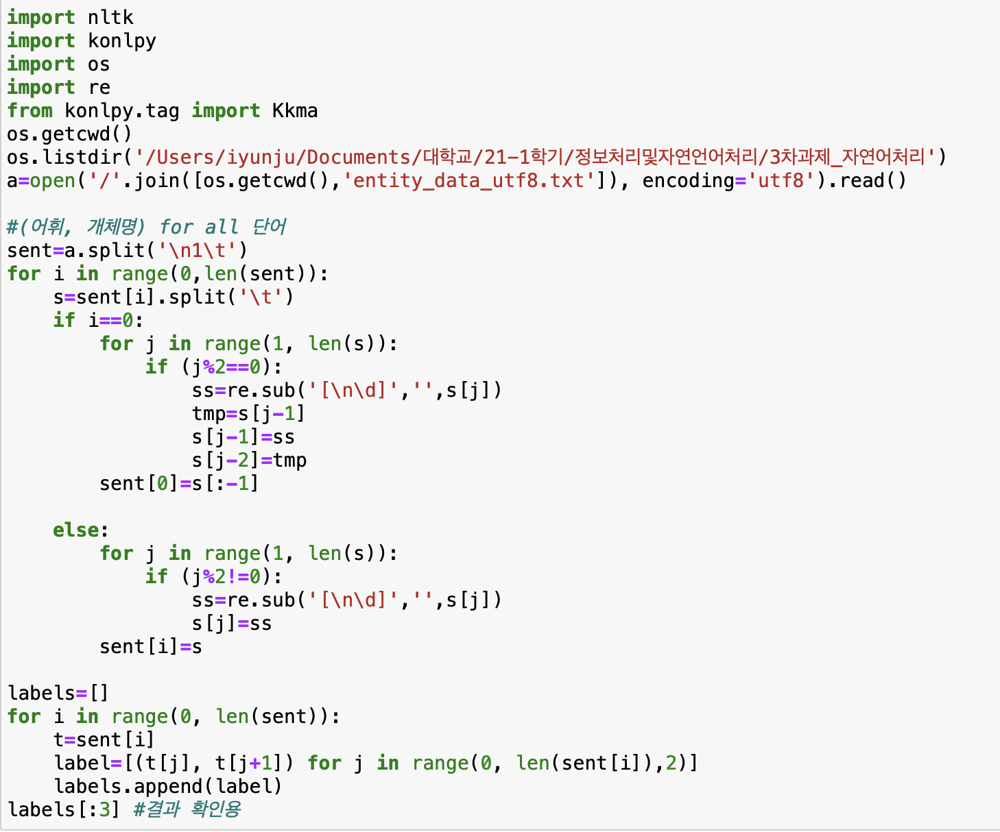 import nltk
import konlpy
import os
import re
from konlpy.tag import Kkma
os.getcwd()
os.listdir('/Users/iyunju/Documents/대학교/21-1학기/정보처리및자연언어처리/3차과제_자연어처리')
a=open('/'.join([os.getcwd(),'entity_data_utf8.txt']), encoding='utf8').read()

#(어휘, 개체명) for all 단어
sent=a.split('\n1\t')
for i in range(0,len(sent)):
    s=sent[i].split('\t')
    if i==0:
        for j in range(1, len(s)):
            if (j%2==0):
                ss=re.sub('[\n\d]','',s[j])
                tmp=s[j-1]
                s[j-1]=ss
                s[j-2]=tmp
        sent[0]=s[:-1]

    else:
        for j in range(1, len(s)):
            if (j%2!=0):
                ss=re.sub('[\n\d]','',s[j])
                s[j]=ss
        sent[i]=s

labels=[]
for i in range(0, len(sent)):
    t=sent[i]
    label=[(t[j], t[j+1]) for j in range(0, len(sent[i]),2)]
    labels.append(label)
labels[:3] #결과 확인용